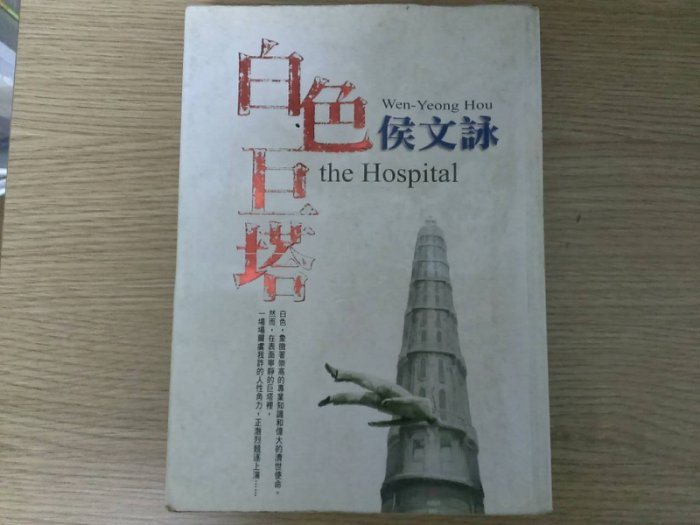 白色巨塔
Wen-Yeong Hou
侯文詠
the Hospital
白色，象徵著崇高的專業知識和偉大的濟世使命。
然而，在表面寧靜的巨塔裡，
一場場爾虞我詐的人性角力，正激烈競逐上演……